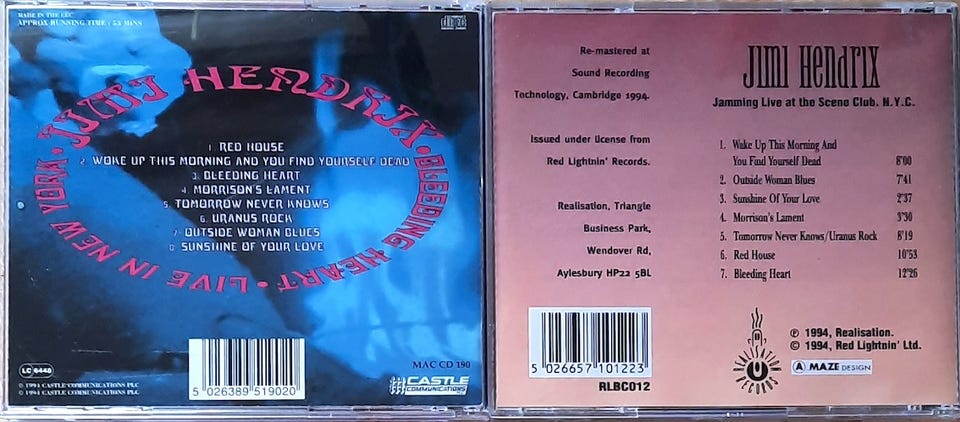 MADE IN THE EEC
APPROX RUNNING TIME : 53 MINS
JIMI HENDRIX • BLEEDING HEART • LIVE IN NEW YORK •
1. RED HOUSE
2. WOKE UP THIS MORNING AND YOU FIND YOURSELF DEAD
3. BLEEDING HEART
4. MORRISON'S LAMENT
5. TOMORROW NEVER KNOWS
6. URANUS ROCK
7. OUTSIDE WOMAN BLUES
8. SUNSHINE OF YOUR LOVE
LC 6448
MAC CD 190
℗ 1994 CASTLE COMMUNICATIONS PLC
© 1994 CASTLE COMMUNICATIONS PLC
5 026389 519020
CASTLE
COMMUNICATIONS
Re-mastered at
Sound Recording
Technology, Cambridge 1994.
Issued under license from
Red Lightnin' Records.
Realisation, Triangle
Business Park,
Wendover Rd,
Aylesbury HP22 5BL
5 026657 101223
RLBCD12
JIMI HENDRIX
Jamming Live at the Scene Club. N.Y.C.
1. Wake Up This Morning And
You Find Yourself Dead 8'00
2. Outside Woman Blues 7'41
3. Sunshine Of Your Love 2'37
4. Morrison's Lament 3'30
5. Tomorrow Never Knows/Uranus Rock 8'19
6. Red House 10'53
7. Bleeding Heart 12'26
REALISATION RECORDS
℗ 1994, Realisation.
© 1994, Red Lightnin' Ltd.
A MAZE DESIGN